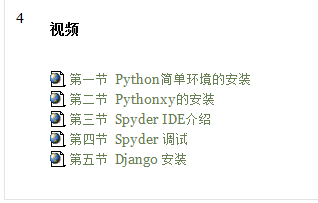 4
视频
第一节 Python简单环境的安装
第二节 Pythonxy的安装
第三节 Spyder IDE介绍
第四节 Spyder 调试
第五节 Django 安装